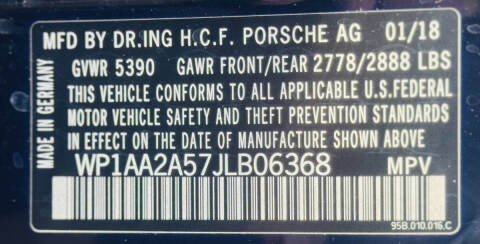 MFD BY DR.ING H.C.F. PORSCHE AG 01/18
GVWR 5390 GAWR FRONT/REAR 2778/2888 LBS
THIS VEHICLE CONFORMS TO ALL APPLICABLE U.S.FEDERAL
MOTOR VEHICLE SAFETY AND THEFT PREVENTION STANDARDS
IN EFFECT ON THE DATE OF MANUFACTURE SHOWN ABOVE.
WP1AA2A57JLB06368 MPV
95B.010.016.C
MADE IN GERMANY